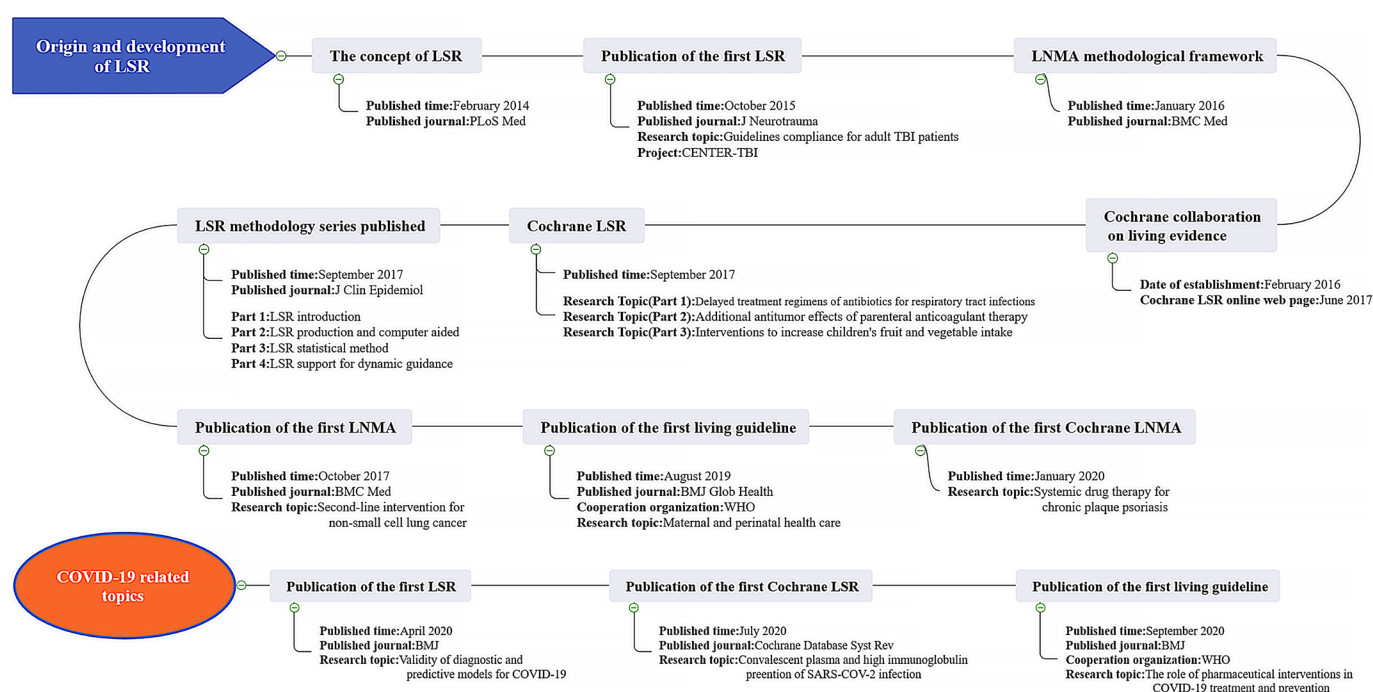 Origin and development
of LSR
The concept of LSR
Published time:February 2014
Published journal:PLoS Med
Publication of the first LSR
Published time:October 2015
Published journal:J Neurotrauma
Research topic:Guidelines compliance for adult TBI patients
Project:CENTER-TBI
LNMA methodological framework
Published time:January 2016
Published journal:BMC Med
Cochrane collaboration
on living evidence
Date of establishment:February 2016
Cochrane LSR online web page:June 2017
Cochrane LSR
Published time:September 2017
Research Topic(Part 1):Delayed treatment regimens of antibiotics for respiratory tract infections
Research Topic(Part 2):Additional antitumor effects of parenteral anticoagulant therapy
Research Topic(Part 3):Interventions to increase children's fruit and vegetable intake
LSR methodology series published
Published time:September 2017
Published journal:J Clin Epidemiol
Part 1:LSR introduction
Part 2:LSR production and computer aided
Part 3:LSR statistical method
Part 4:LSR support for dynamic guidance
Publication of the first LNMA
Published time:October 2017
Published journal:BMC Med
Research topic:Second-line intervention for
non-small cell lung cancer
Publication of the first living guideline
Published time:August 2019
Published journal:BMJ Glob Health
Cooperation organization:WHO
Research topic:Maternal and perinatal health care
Publication of the first Cochrane LNMA
Published time:January 2020
Research topic:Systemic drug therapy for
chronic plaque psoriasis
COVID-19 related
topics
Publication of the first LSR
Published time:April 2020
Published journal:BMJ
Research topic:Validity of diagnostic and
predictive models for COVID-19
Publication of the first Cochrane LSR
Published time:July 2020
Published journal:Cochrane Database Syst Rev
Research topic:Convalescent plasma and high immunoglobulin
preention of SARS-COV-2 infection
Publication of the first living guideline
Published time:September 2020
Published journal:BMJ
Cooperation organization:WHO
Research topic:The role of pharmaceutical interventions in
COVID-19 treatment and prevention